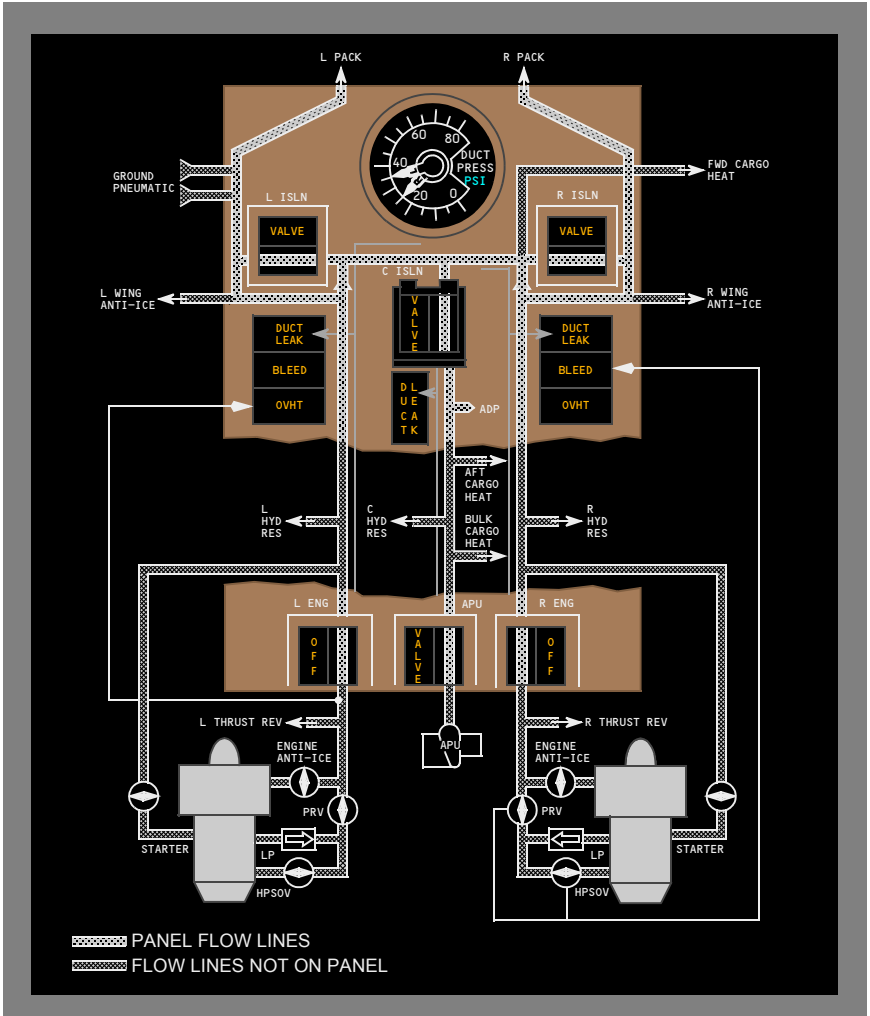 L PACK
R PACK
60
80
40
20
0
DUCT
PRESS
PSI
GROUND
PNEUMATIC
FWD CARGO
HEAT
L ISLN
R ISLN
VALVE
VALVE
C ISLN
VALVE
L WING
ANTI-ICE
R WING
ANTI-ICE
DUCT
LEAK
BLEED
OVHT
DUCT
LEAK
DUCT
LEAK
BLEED
OVHT
ADP
AFT
CARGO
HEAT
L
HYD
RES
C
HYD
RES
BULK
CARGO
HEAT
R
HYD
RES
L ENG
APU
R ENG
OFF
VALVE
OFF
L THRUST REV
R THRUST REV
APU
ENGINE
ANTI-ICE
ENGINE
ANTI-ICE
PRV
PRV
STARTER
LP
HPSOV
LP
HPSOV
STARTER
PANEL FLOW LINES
FLOW LINES NOT ON PANEL